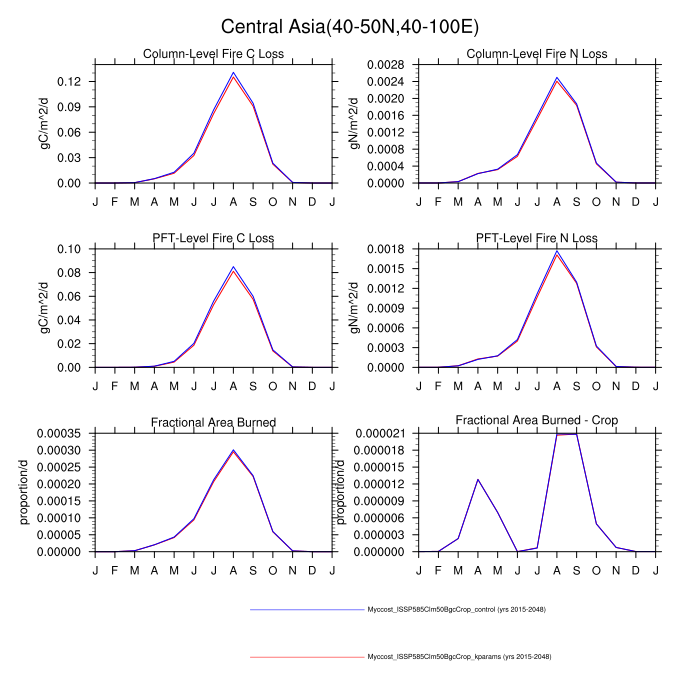 Central Asia(40-50N,40-100E)
Column-Level Fire C Loss
gC/m^2/d
0.12
0.09
0.06
0.03
0.00
J F M A M J J A S O N D J
Column-Level Fire N Loss
gN/m^2/d
0.0028
0.0024
0.0020
0.0016
0.0012
0.0008
0.0004
0.0000
J F M A M J J A S O N D J
PFT-Level Fire C Loss
gC/m^2/d
0.10
0.08
0.06
0.04
0.02
0.00
J F M A M J J A S O N D J
PFT-Level Fire N Loss
gN/m^2/d
0.0018
0.0015
0.0012
0.0009
0.0006
0.0003
0.0000
J F M A M J J A S O N D J
Fractional Area Burned
proportion/d
0.00035
0.00030
0.00025
0.00020
0.00015
0.00010
0.00005
0.00000
J F M A M J J A S O N D J
Fractional Area Burned - Crop
proportion/d
0.000021
0.000018
0.000015
0.000012
0.000009
0.000006
0.000003
0.000000
J F M A M J J A S O N D J
Myccost_ISSP585Clm50BgcCrop_control (yrs 2015-2048)
Myccost_ISSP585Clm50BgcCrop_kparams (yrs 2015-2048)